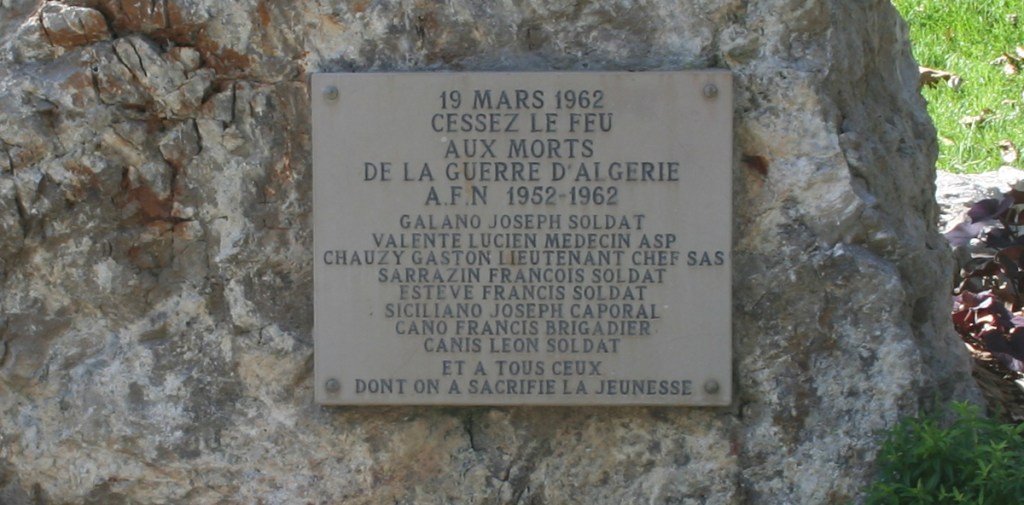 19 MARS 1962
CESSEZ LE FEU
AUX MORTS
DE LA GUERRE D'ALGERIE
A.F.N 1952-1962
GALANO JOSEPH SOLDAT
VALENTE LUCIEN MEDECIN ASP
CHAUZY GASTON LIEUTENANT CHEF SAS
SARRAZIN FRANCOIS SOLDAT
ESTEVE FRANCIS SOLDAT
SICILIANO JOSEPH CAPORAL
CANO FRANCIS BRIGADIER
CANIS LEON SOLDAT
ET A TOUS CEUX
DONT ON A SACRIFIE LA JEUNESSE